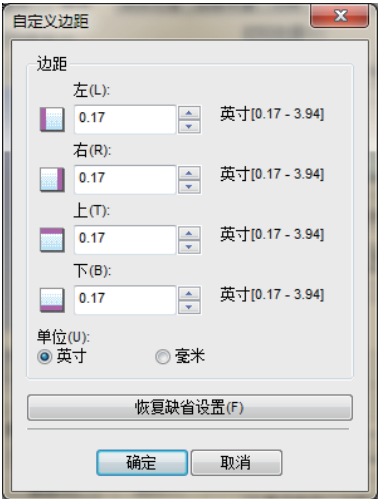 自定义边距
边距
左(L):
0.17 英寸[0.17 - 3.94]
右(R):
0.17 英寸[0.17 - 3.94]
上(T):
0.17 英寸[0.17 - 3.94]
下(B):
0.17 英寸[0.17 - 3.94]
单位(U):
英寸 毫米
恢复缺省设置(F)
确定 取消